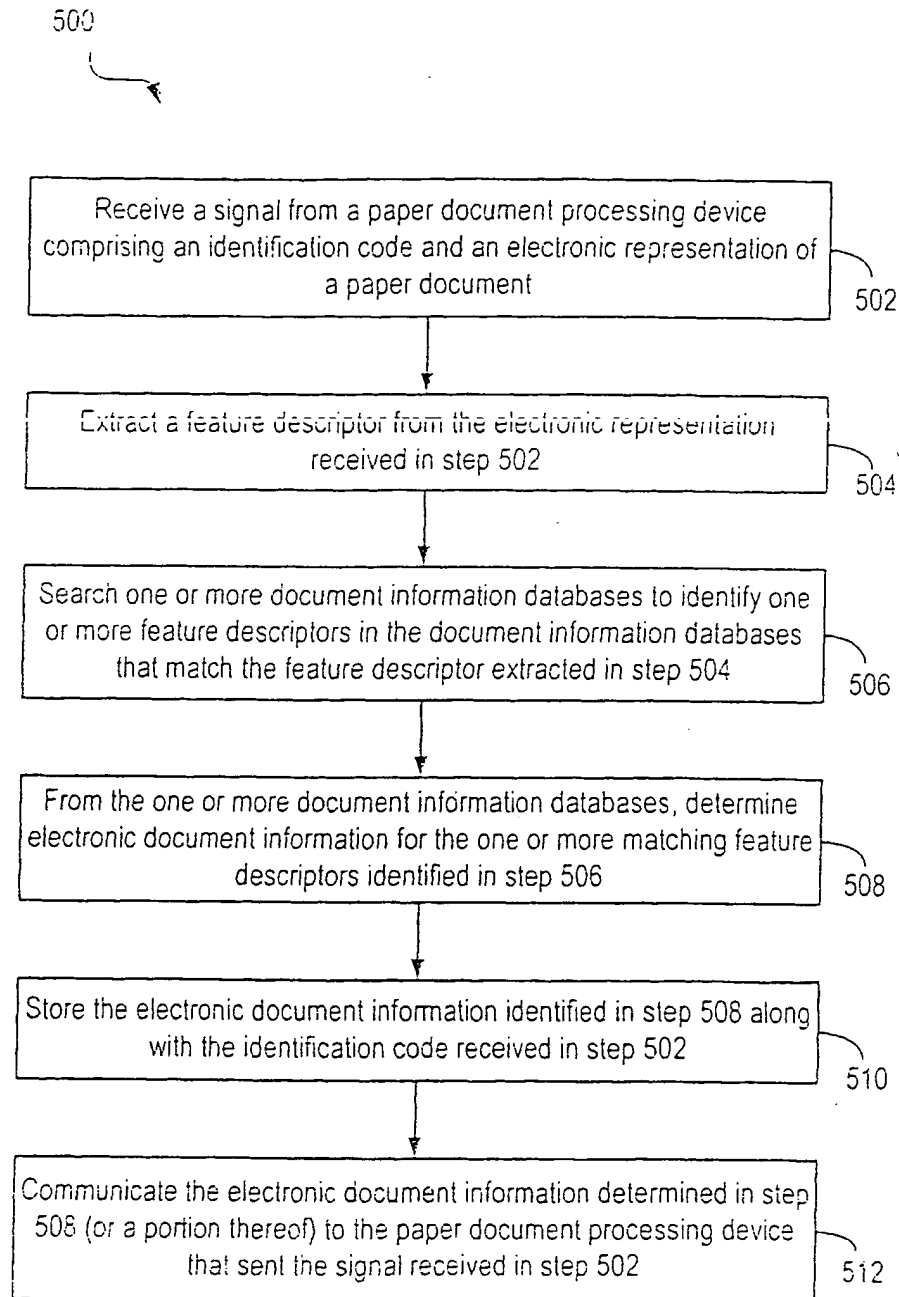 500
Receive a signal from a paper document processing device
comprising an identification code and an electronic representation of
a paper document
502
Extract a feature descriptor from the electronic representation
received in step 502
504
Search one or more document information databases to identify one
or more feature descriptors in the document information databases
that match the feature descriptor extracted in step 504
506
From the one or more document information databases, determine
electronic document information for the one or more matching feature
descriptors identified in step 506
508
Store the electronic document information identified in step 508 along
with the identification code received in step 502
510
Communicate the electronic document information determined in step
508 (or a portion thereof) to the paper document processing device
that sent the signal received in step 502
512